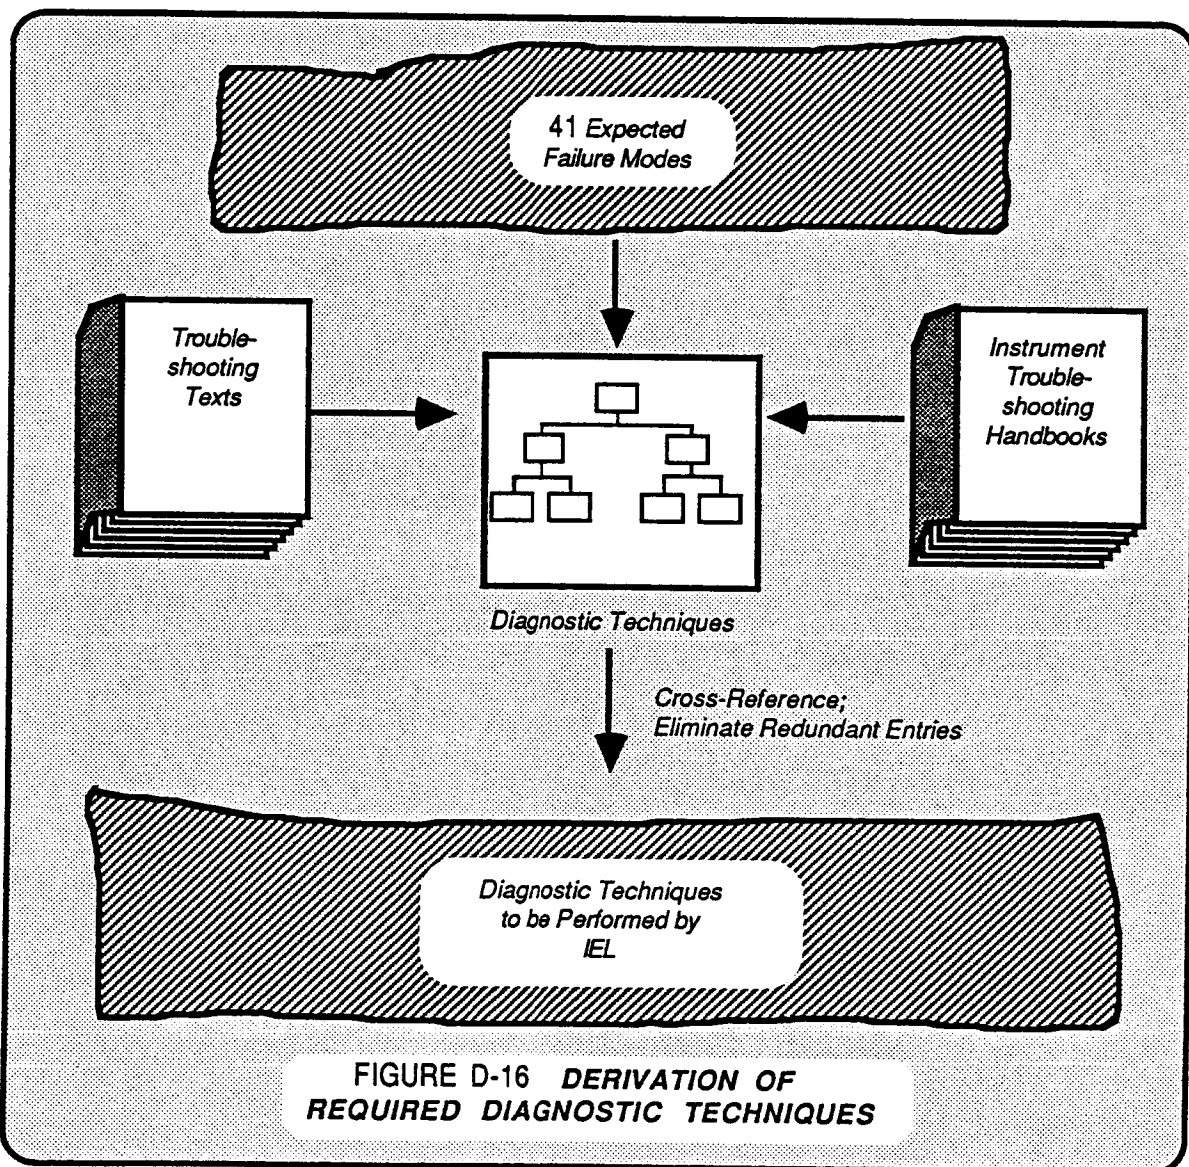 41 Expected
Failure Modes
Trouble-
shooting
Texts
Instrument
Trouble-
shooting
Handbooks
Diagnostic Techniques
Cross-Reference;
Eliminate Redundant Entries
Diagnostic Techniques
to be Performed by
IEL
FIGURE D-16 DERIVATION OF
REQUIRED DIAGNOSTIC TECHNIQUES